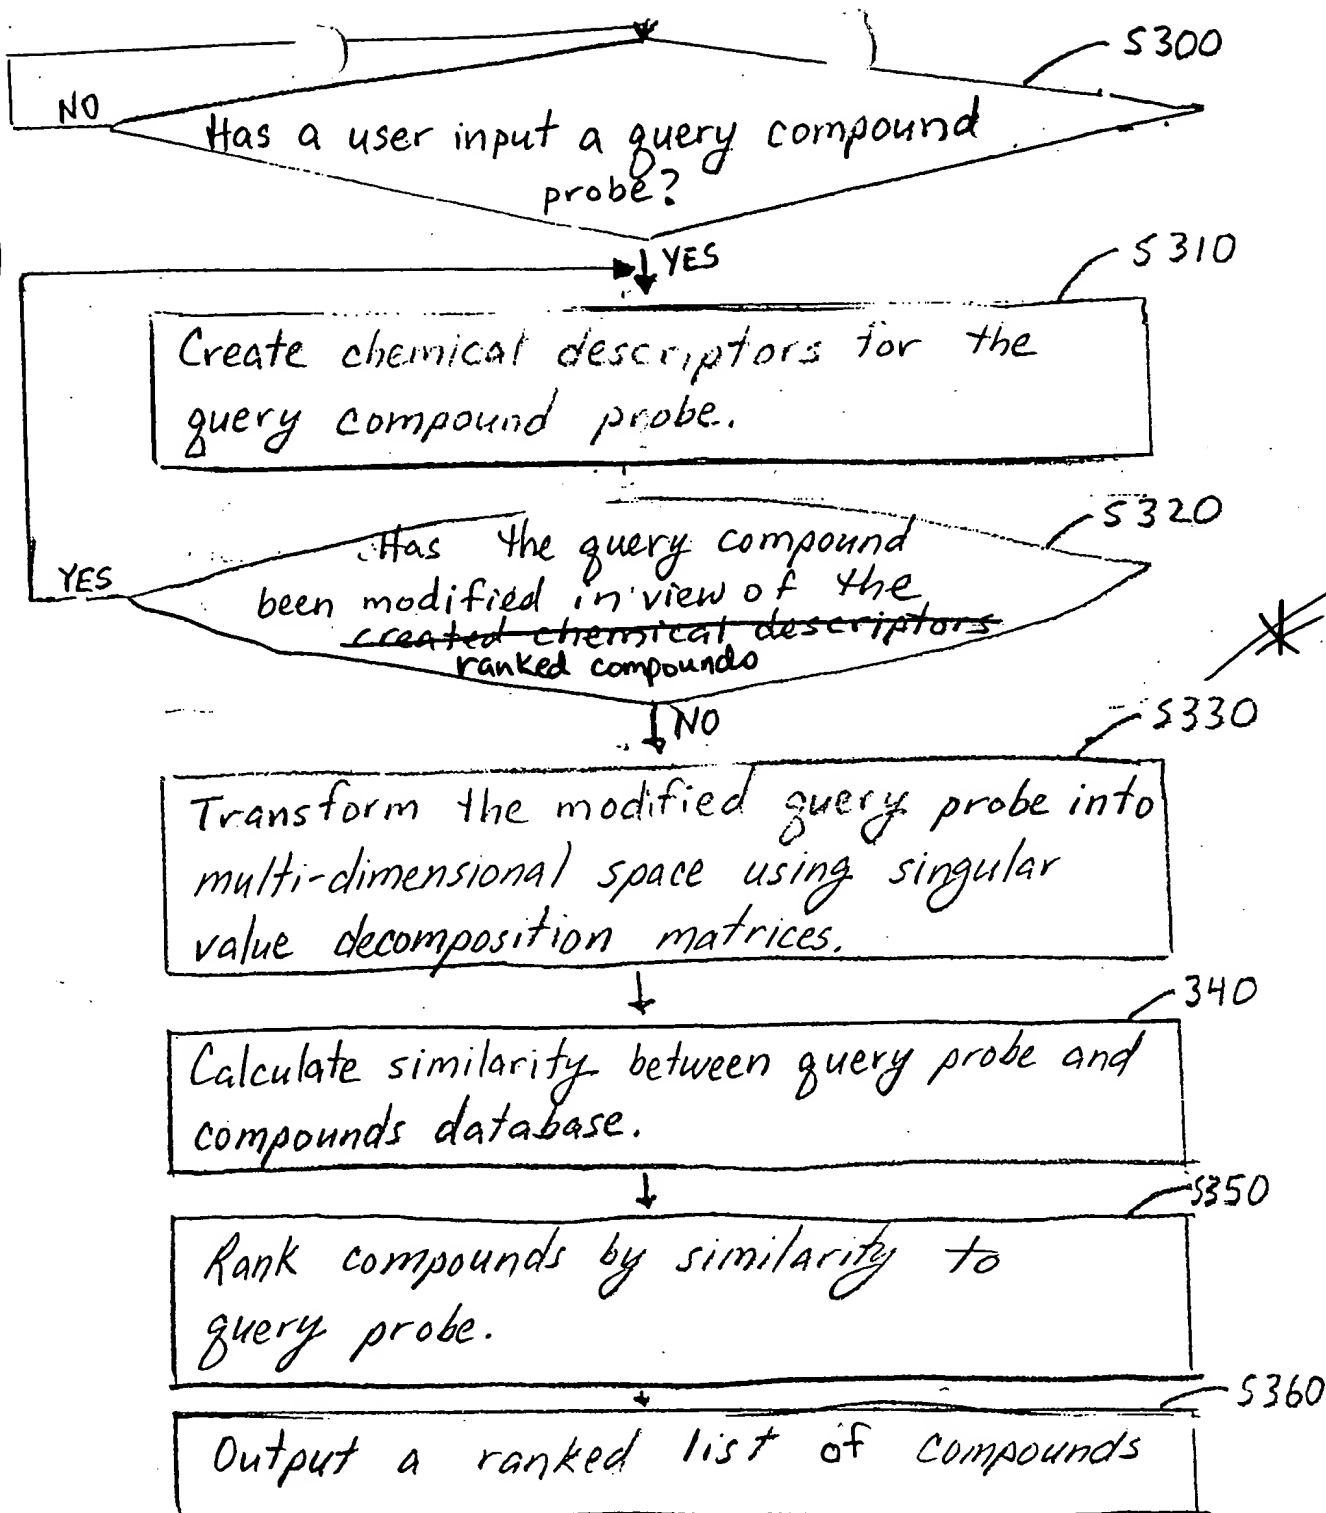 S300
NO
Has a user input a query compound
probe?
YES
S310
Create chemical descriptors for the
query compound probe.
S320
Has the query compound
YES
been modified in view of the
created chemical descriptors
ranked compounds
NO
S330
Transform the modified query probe into
multi-dimensional space using singular
value decomposition matrices.
340
Calculate similarity between query probe and
compounds database.
S350
Rank compounds by similarity to
query probe.
S360
Output a ranked list of compounds